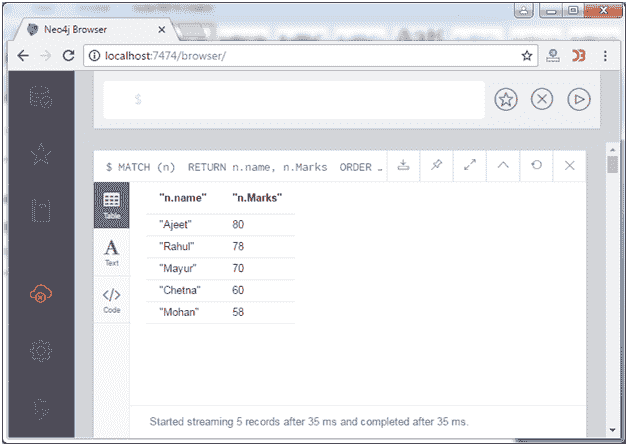 Neo4j Browser
localhost:7474/browser/
$
$ MATCH (n) RETURN n.name, n.Marks ORDER …
Table
Text
Code
"n.name" "n.Marks"
"Ajeet" 80
"Rahul" 78
"Mayur" 70
"Chetna" 60
"Mohan" 58
Started streaming 5 records after 35 ms and completed after 35 ms.